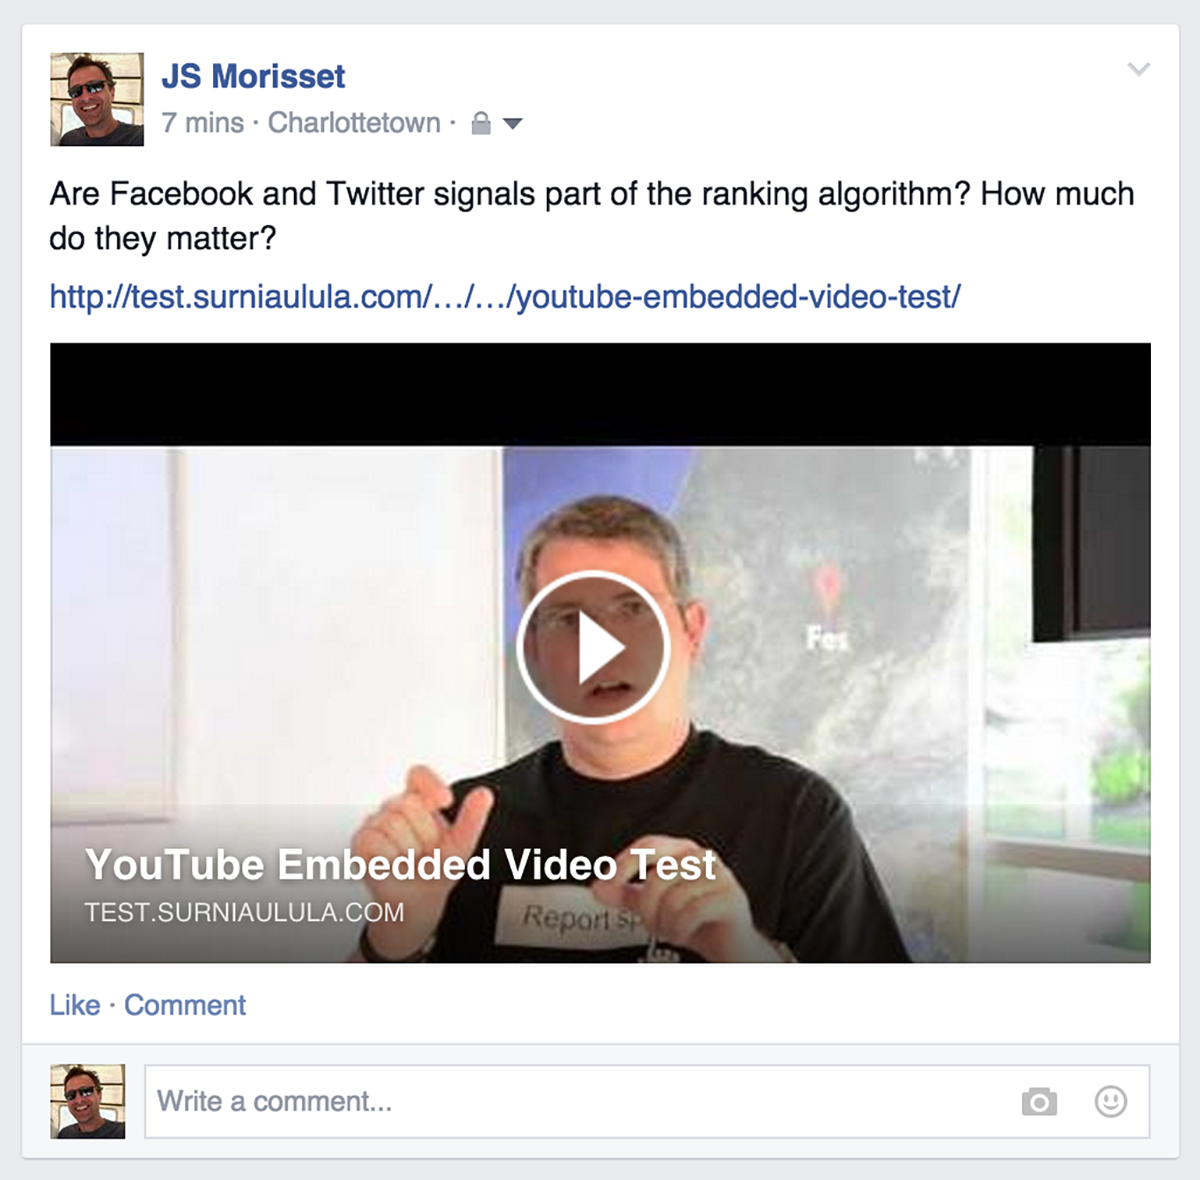 JS Morisset
7 mins · Charlottetown ·
Are Facebook and Twitter signals part of the ranking algorithm? How much
do they matter?
http://test.surniaulula.com/…/…/youtube-embedded-video-test/
Fes
YouTube Embedded Video Test
TEST.SURNIAULULA.COM
Report
Like · Comment
Write a comment...